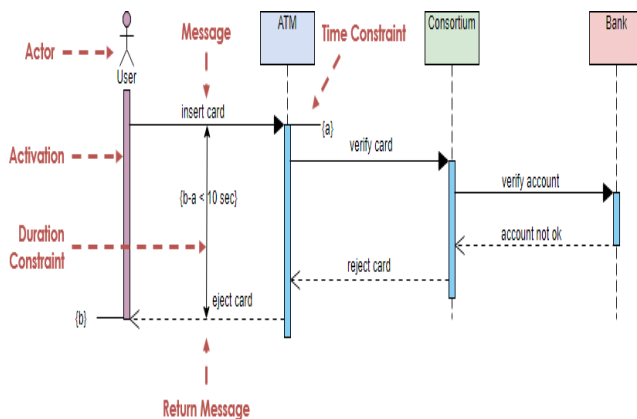 ATM
Consortium
Bank
Message
Time Constraint
Actor
User
insert card
{a}
verify card
Activation
verify account
{b-a < 10 sec}
Duration
Constraint
account not ok
reject card
eject card
{b}
Return Message